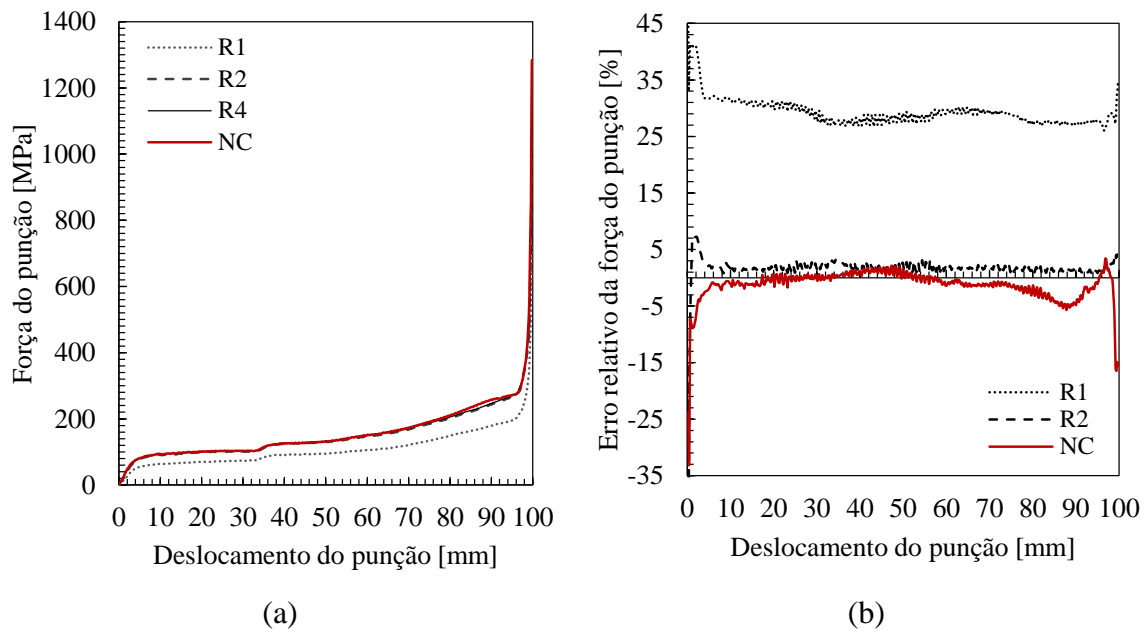 Força do punção [MPa]
1400
1200
1000
800
600
400
200
0
R1
R2
R4
NC
0 10 20 30 40 50 60 70 80 90 100
Deslocamento do punção [mm]
(a)
Erro relativo da força do punção [%]
45
35
25
15
5
-5
-15
-25
-35
R1
R2
NC
0 10 20 30 40 50 60 70 80 90 100
Deslocamento do punção [mm]
(b)